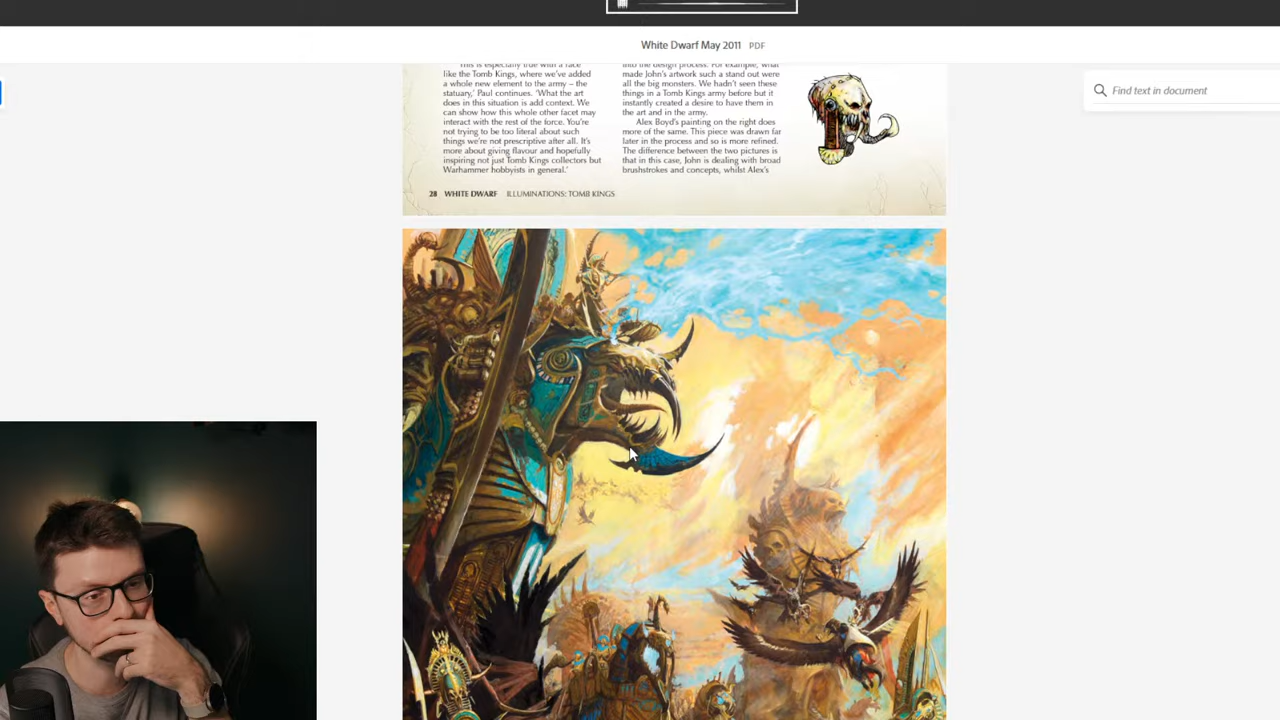 White Dwarf May 2011 PDF
Find text in document
This is especially true with a race
like the Tomb Kings, where we've added
a whole new element to the army – the
statuary,' Paul continues. 'What the art
does in this situation is add context. We
can show how this whole other facet may
interact with the rest of the force. You're
not trying to be too literal about such
things we're not prescriptive after all. It's
more about giving flavour and hopefully
inspiring not just Tomb Kings collectors but
Warhammer hobbyists in general.'
into the design process. For example, what
made John's artwork such a stand out were
all the big monsters. We hadn't seen these
things in a Tomb Kings army before but it
instantly created a desire to have them in
the art and in the army.
Alex Boyd's painting on the right does
more of the same. This piece was drawn far
later in the process and so is more refined.
The difference between the two pictures is
that in this case, John is dealing with broad
brushstrokes and concepts, whilst Alex's
28 WHITE DWARF ILLUMINATIONS: TOMB KINGS